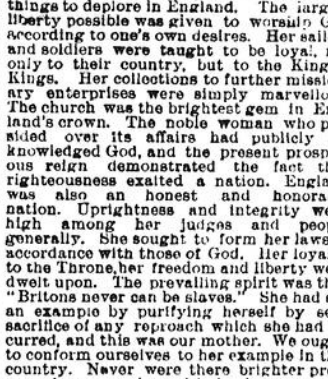 things to deplore in England. The larg
liberty possible was given to worship
according to one's own desires. Her sail
and soldiers were taught to be loyal,
only to their country, but to the King
Kings. Her collections to further missi
ary enterprises were simply marvello
The church was the brightest gem in E
land's crown. The noble woman who p
sided over its affairs had publicly
knowledged God, and the present prosp
ous reign demonstrated the fact th
righteousness exalted a nation. Engla
was also an honest and honora
nation. Uprightness and integrity we
high among her judges and peop
generally. She sought to form her laws
accordance with those of God. Her loya
to the Throne, her freedom and liberty we
dwelt upon. The prevailing spirit was th
"Britons never can be slaves." She had
an example by purifying herself by se
sacrifice of any reproach which she had
curred, and this was our mother. We oug
to conform ourselves to her example in t
country. Never were there brighter pr